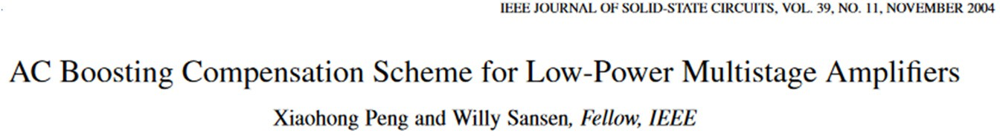 IEEE JOURNAL OF SOLID-STATE CIRCUITS, VOL. 39, NO. 11, NOVEMBER 2004
AC Boosting Compensation Scheme for Low-Power Multistage Amplifiers
Xiaohong Peng and Willy Sansen, Fellow, IEEE